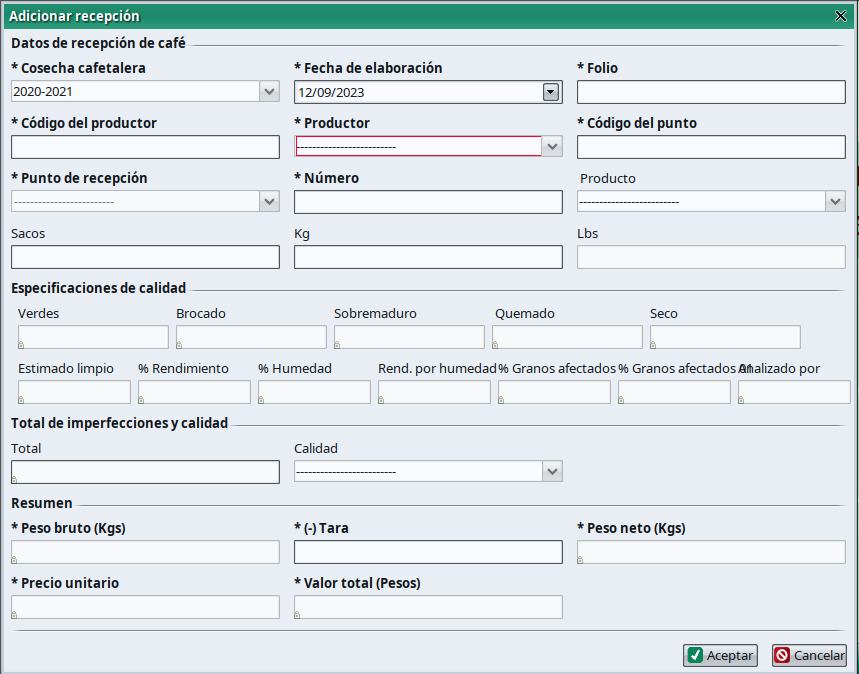 Adicionar recepción
Datos de recepción de café
* Cosecha cafetalera * Fecha de elaboración * Folio
2020-2021 12/09/2023
* Código del productor * Productor * Código del punto
-------------------------
* Punto de recepción * Número Producto
------------------------- -------------------------
Sacos Kg Lbs
Especificaciones de calidad
Verdes Brocado Sobremaduro Quemado Seco
Estimado limpio % Rendimiento % Humedad Rend. por humedad % Granos afectados % Granos afectados Analizado por
Total de imperfecciones y calidad
Total Calidad
-------------------------
Resumen
* Peso bruto (Kgs) * (-) Tara * Peso neto (Kgs)
* Precio unitario * Valor total (Pesos)
Aceptar Cancelar